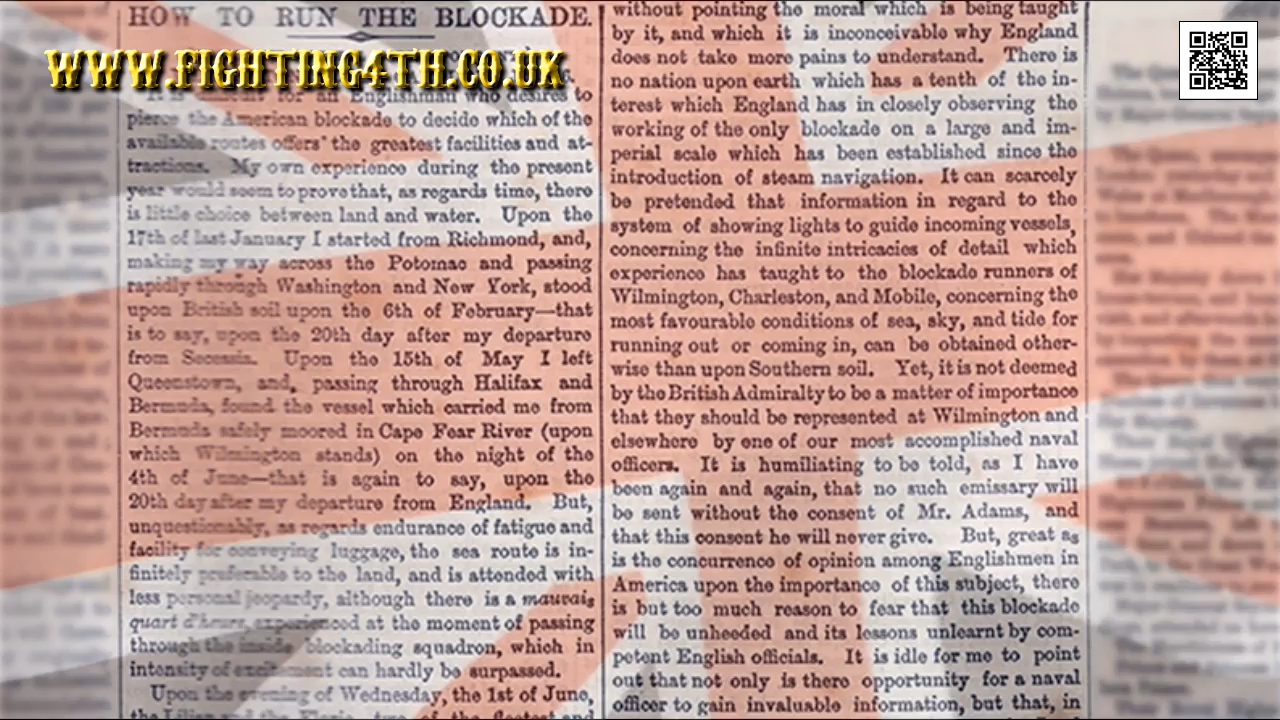 HOW TO RUN THE BLOCKADE.
WWW.FIGHTING4TH.CO.UK
for an Englishman who desires to
pierce the American blockade to decide which of the
available routes offers the greatest facilities and at-
tractions. My own experience during the present
year would seem to prove that, as regards time, there
is little choice between land and water. Upon the
17th of last January I started from Richmond, and,
making my way across the Potomac and passing
rapidly through Washington and New York, stood
upon British soil upon the 6th of February—that
is to say, upon the 20th day after my departure
from Secessia. Upon the 15th of May I left
Queenstown, and, passing through Halifax and
Bermuda, found the vessel which carried me from
Bermuda safely moored in Cape Fear River (upon
which Wilmington stands) on the night of the
4th of June—that is again to say, upon the
20th day after my departure from England. But,
unquestionably, as regards endurance of fatigue and
facility for conveying luggage, the sea route is in-
finitely preferable to the land, and is attended with
less personal jeopardy, although there is a mauvais
quart d'heure experienced at the moment of passing
through the inside blockading squadron, which in
intensity of excitement can hardly be surpassed.
Upon the evening of Wednesday, the 1st of June,
the Lilian and the Florie, two of the fleetest and
without pointing the moral which is being taught
by it, and which it is inconceivable why England
does not take more pains to understand. There is
no nation upon earth which has a tenth of the in-
terest which England has in closely observing the
working of the only blockade on a large and im-
perial scale which has been established since the
introduction of steam navigation. It can scarcely
be pretended that information in regard to the
system of showing lights to guide incoming vessels,
concerning the infinite intricacies of detail which
experience has taught to the blockade runners of
Wilmington, Charleston, and Mobile, concerning the
most favourable conditions of sea, sky, and tide for
running out or coming in, can be obtained other-
wise than upon Southern soil. Yet, it is not deemed
by the British Admiralty to be a matter of importance
that they should be represented at Wilmington and
elsewhere by one of our most accomplished naval
officers. It is humiliating to be told, as I have
been again and again, that no such emissary will
be sent without the consent of Mr. Adams, and
that this consent he will never give. But, great as
is the concurrence of opinion among Englishmen in
America upon the importance of this subject, there
is but too much reason to fear that this blockade
will be unheeded and its lessons unlearnt by com-
petent English officials. It is idle for me to point
out that not only is there opportunity for a naval
officer to gain invaluable information, but that, in